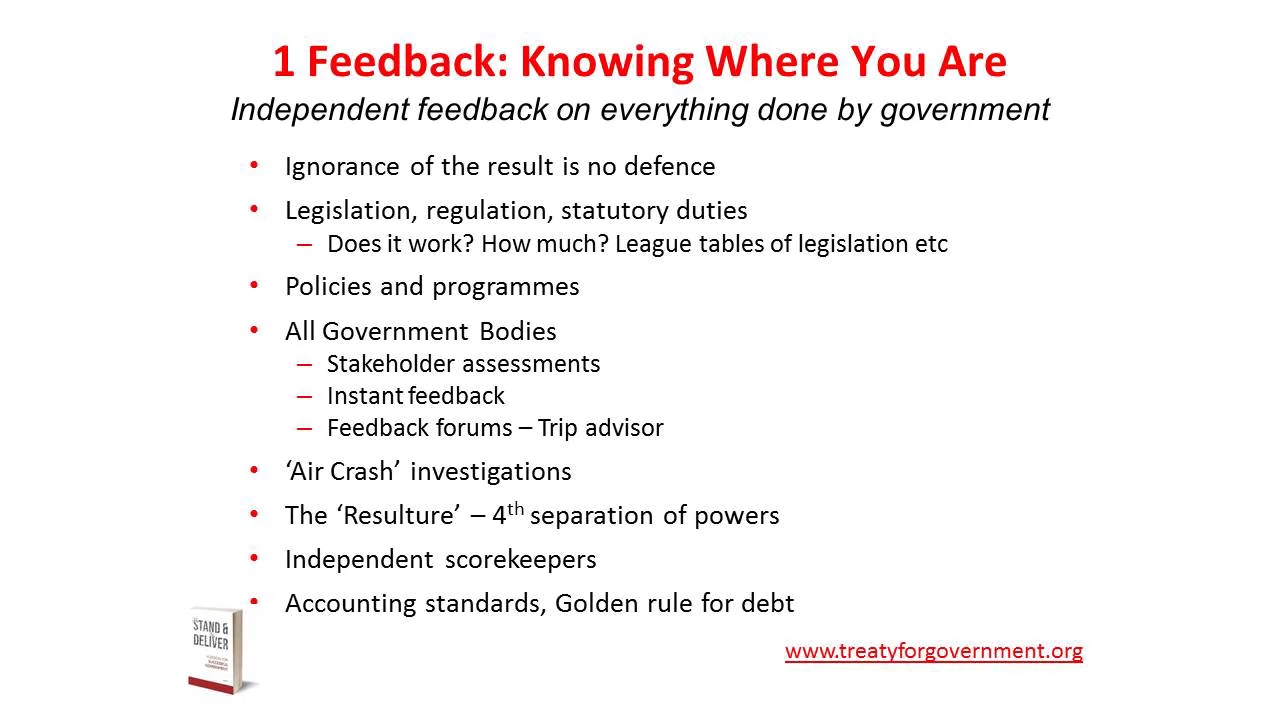 1 Feedback: Knowing Where You Are
Independent feedback on everything done by government
• Ignorance of the result is no defence
• Legislation, regulation, statutory duties
– Does it work? How much? League tables of legislation etc
• Policies and programmes
• All Government Bodies
– Stakeholder assessments
– Instant feedback
– Feedback forums – Trip advisor
• ‘Air Crash’ investigations
• The ‘Resulture’ – 4th separation of powers
• Independent scorekeepers
• Accounting standards, Golden rule for debt
STAND &
DELIVER
www.treatyforgovernment.org